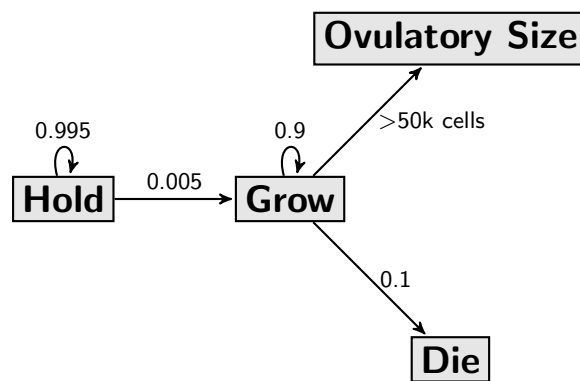 Ovulatory Size
0.995
0.9
>50k cells
Hold
0.005
Grow
0.1
Die